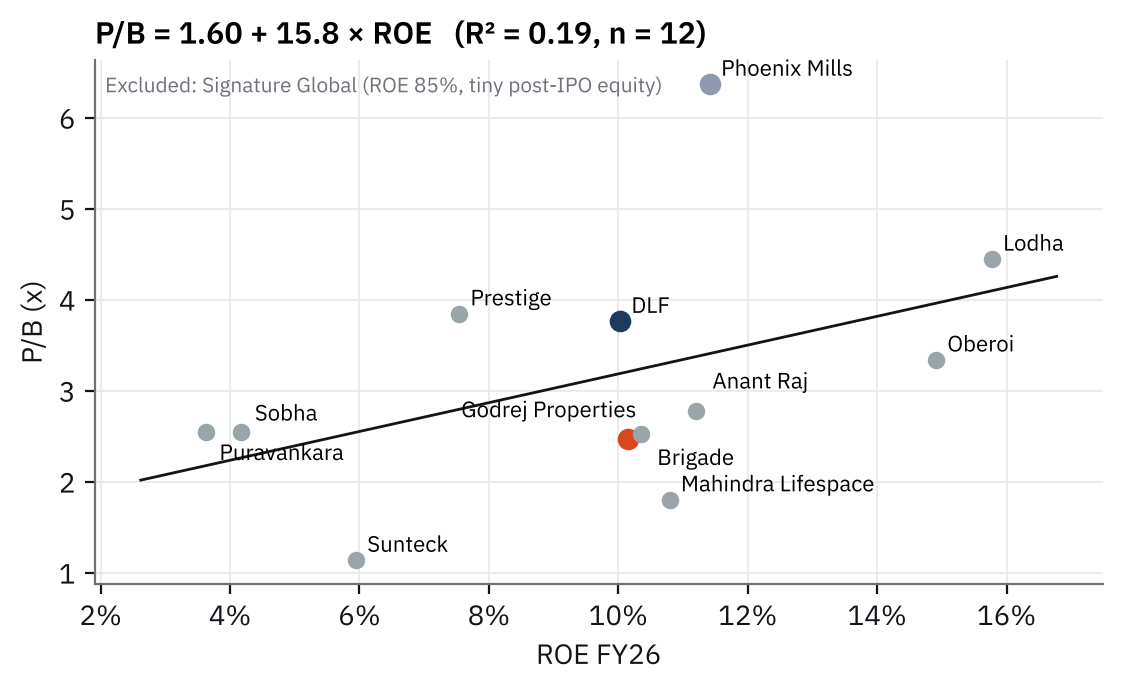 P/B = 1.60 + 15.8 × ROE (R² = 0.19, n = 12)
Excluded: Signature Global (ROE 85%, tiny post-IPO equity)
Phoenix Mills
6
5
Lodha
4
Prestige
DLF
P/B (x)
Oberoi
3
Anant Raj
Godrej Properties
Sobha
Puravankara
Brigade
2
Mahindra Lifespace
Sunteck
1
2%
4%
6%
8%
10%
12%
14%
16%
ROE FY26